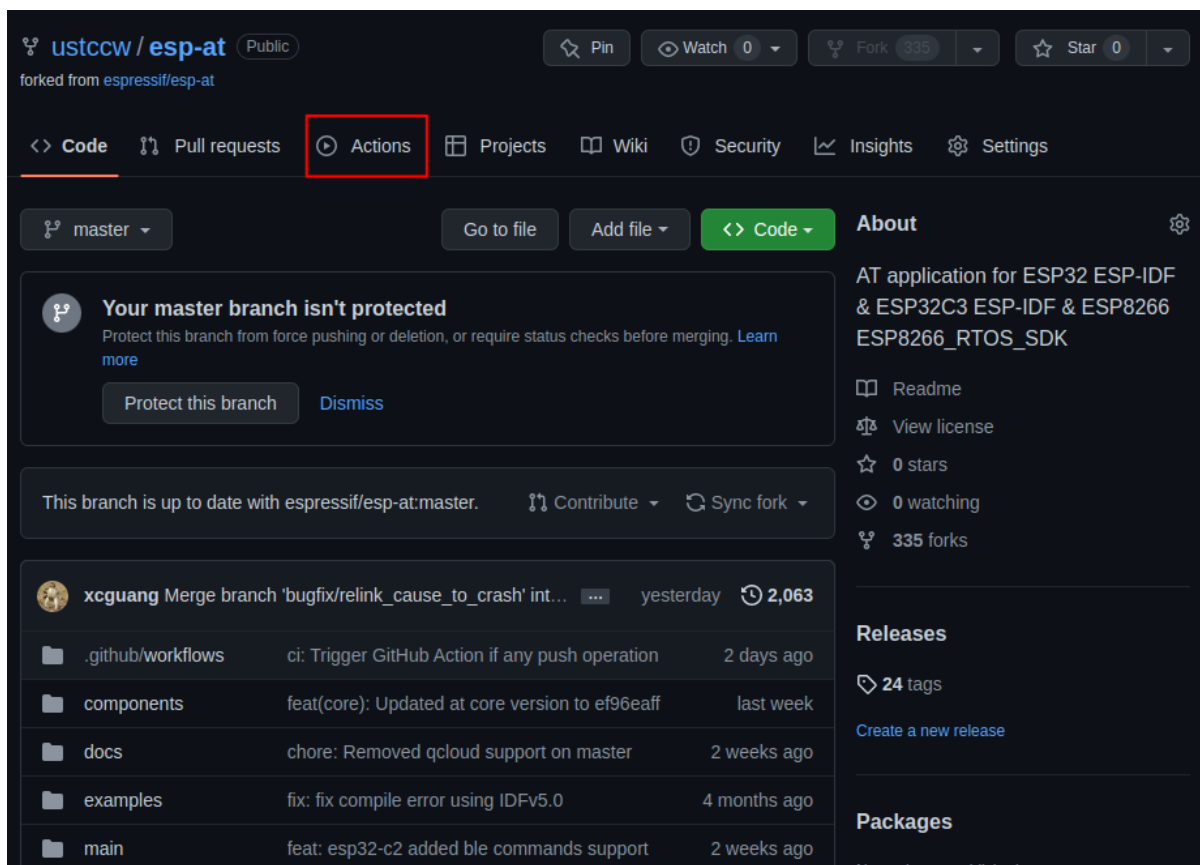 ustccw / esp-at Public
Pin
Watch 0
Fork 335
Star 0
forked from espressif/esp-at
Code
Pull requests
Actions
Projects
Wiki
Security
Insights
Settings
master
Go to file
Add file
Code
Your master branch isn't protected
Protect this branch from force pushing or deletion, or require status checks before merging. Learn
more
Protect this branch
Dismiss
This branch is up to date with espressif/esp-at:master.
Contribute
Sync fork
xcguang Merge branch 'bugfix/relink_cause_to_crash' int… ... yesterday 2,063
.github/workflows ci: Trigger GitHub Action if any push operation 2 days ago
components feat(core): Updated at core version to ef96eaff last week
docs chore: Removed qcloud support on master 2 weeks ago
examples fix: fix compile error using IDFv5.0 4 months ago
main feat: esp32-c2 added ble commands support 2 weeks ago
About
AT application for ESP32 ESP-IDF
& ESP32C3 ESP-IDF & ESP8266
ESP8266_RTOS_SDK
Readme
View license
0 stars
0 watching
335 forks
Releases
24 tags
Create a new release
Packages